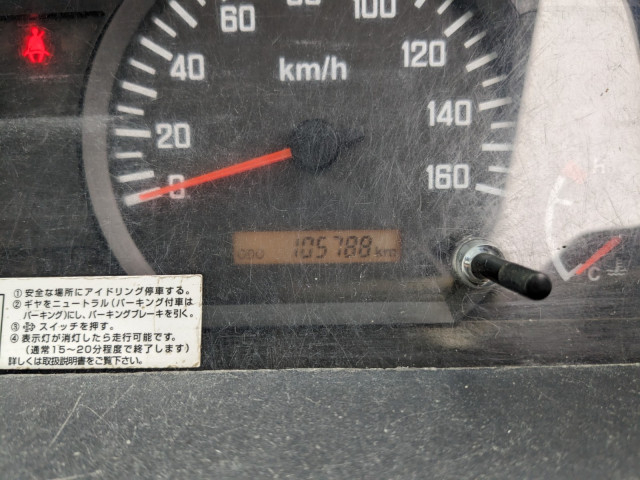 60
80
100
40
120
km/h
20
140
0
160
H
ODO 105788 km
C
①安全な場所にアイドリング停車する。
②ギヤをニュートラル(パーキング付車は
パーキング)にし、パーキングブレーキを引く。
③ スイッチを押す。
④表示灯が消灯したら走行可能です。
(通常15~20分程度で終了します)
詳しくは取扱説明書をご覧下さい。